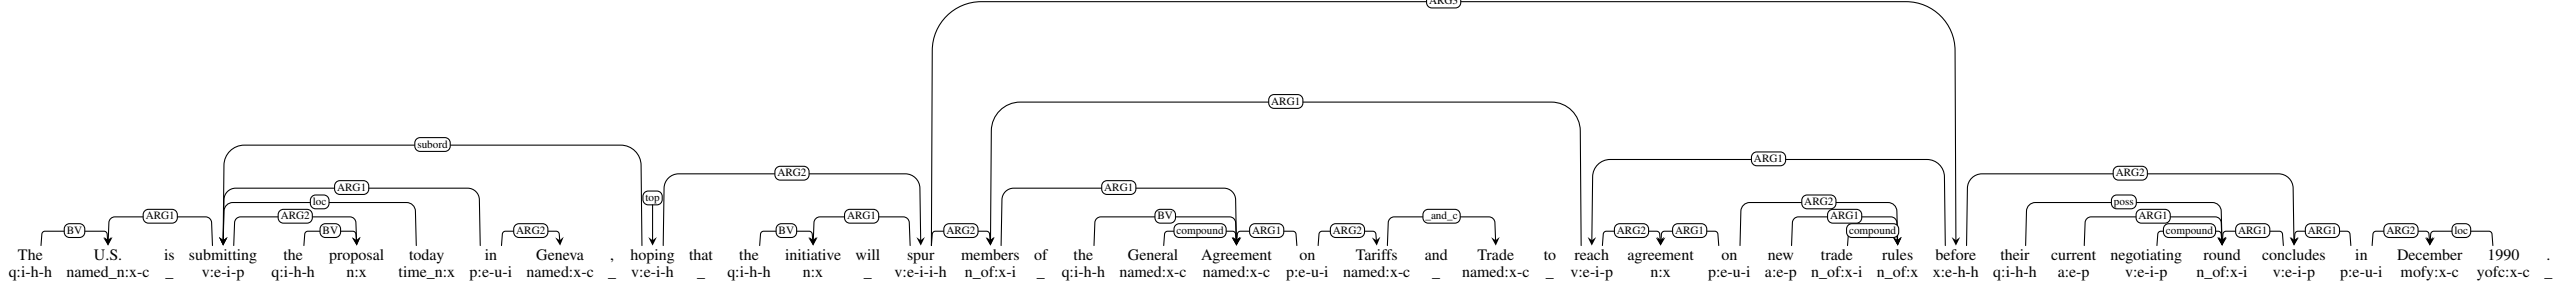 ARG3
ARG1
subord
ARG1
ARG2 ARG2
ARG1 ARG1
top
loc ARG2 poss
ARG1 ARG2 ARG1 BV _and_c ARG1 ARG1
BV BV ARG2 BV ARG2 compound ARG1 ARG2 ARG2 ARG1 compound compound ARG1 ARG1 ARG2 loc
The U.S. is submitting the proposal today in Geneva , hoping that the initiative will spur members of the General Agreement on Tariffs and Trade to reach agreement on new trade rules before their current negotiating round concludes in December 1990 .
q:i-h-h named_n:x-c _ v:e-i-p q:i-h-h n:x time_n:x p:e-u-i named:x-c _ v:e-i-h _ q:i-h-h n:x _ v:e-i-i-h n_of:x-i _ q:i-h-h named:x-c named:x-c p:e-u-i named:x-c _ named:x-c _ v:e-i-p n:x p:e-u-i a:e-p n_of:x-i n_of:x x:e-h-h q:i-h-h a:e-p v:e-i-p n_of:x-i v:e-i-p p:e-u-i mofy:x-c yofc:x-c _